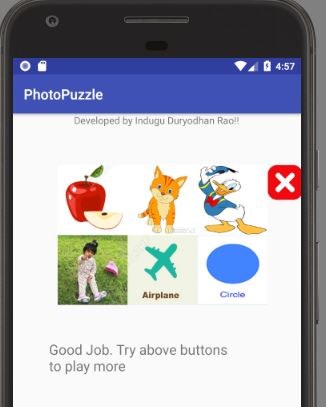 4:57
PhotoPuzzle
Developed by Indugu Duryodhan Rao!!
Airplane
Circle
Good Job. Try above buttons
to play more